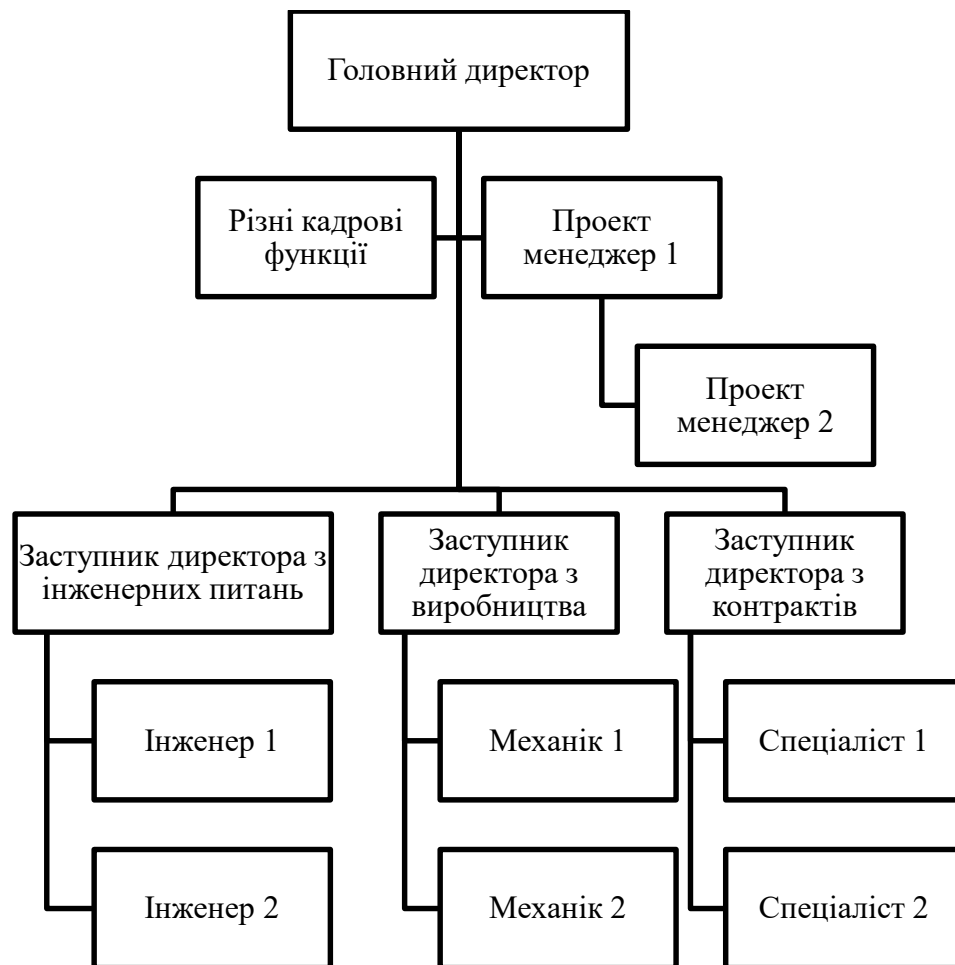 Головний директор
Різні кадрові
функції
Проект
менеджер 1
Проект
менеджер 2
Заступник директора з
інженерних питань
Заступник
директора з
виробництва
Заступник
директора з
контрактів
Інженер 1
Механік 1
Спеціаліст 1
Інженер 2
Механік 2
Спеціаліст 2